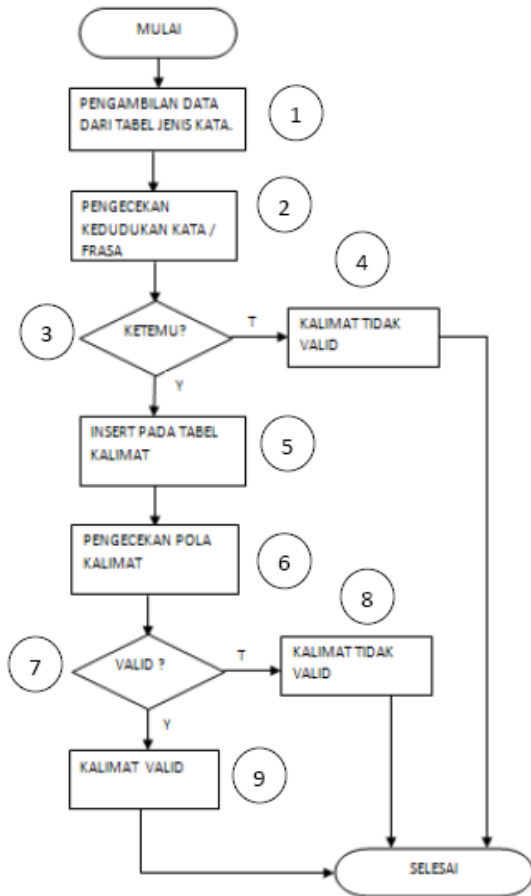 MULAI
PENGAMBILAN DATA
DARI TABEL JENIS KATA.
1
PENGECEKAN
KEDUDUKAN KATA /
FRASA
2
3
KETEMU?
T
4
KALIMAT TIDAK
VALID
Y
INSERT PADA TABEL
KALIMAT
5
PENGECEKAN POLA
KALIMAT
6
7
VALID ?
T
8
KALIMAT TIDAK
VALID
Y
KALIMAT VALID
9
SELESAI